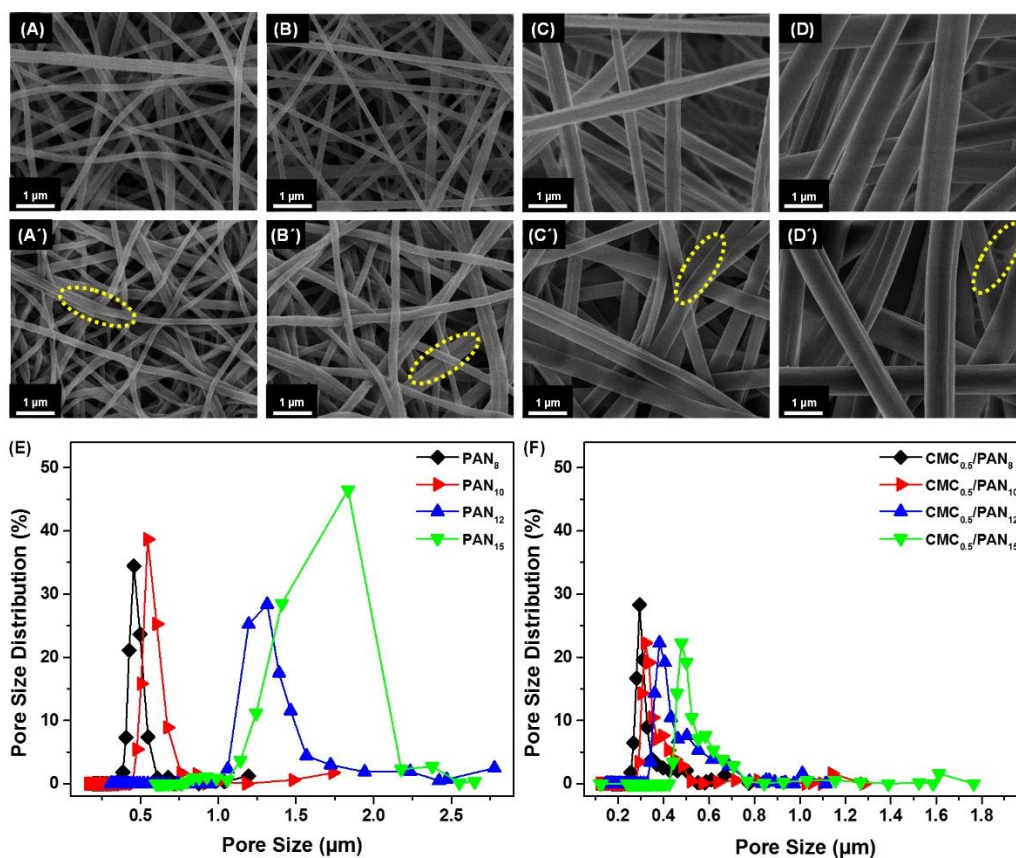 (A)
1 µm
(B)
1 µm
(C)
1 µm
(D)
1 µm
(A´)
1 µm
(B´)
1 µm
(C´)
1 µm
(D´)
1 µm
(E)
Pore Size Distribution (%)
50
40
30
20
10
0
0.5
1.0
1.5
2.0
2.5
Pore Size (µm)
PAN₈
PAN₁₀
PAN₁₂
PAN₁₅
(F)
Pore Size Distribution (%)
50
40
30
20
10
0
0.2
0.4
0.6
0.8
1.0
1.2
1.4
1.6
1.8
Pore Size (µm)
CMC₀.₅/PAN₈
CMC₀.₅/PAN₁₀
CMC₀.₅/PAN₁₂
CMC₀.₅/PAN₁₅